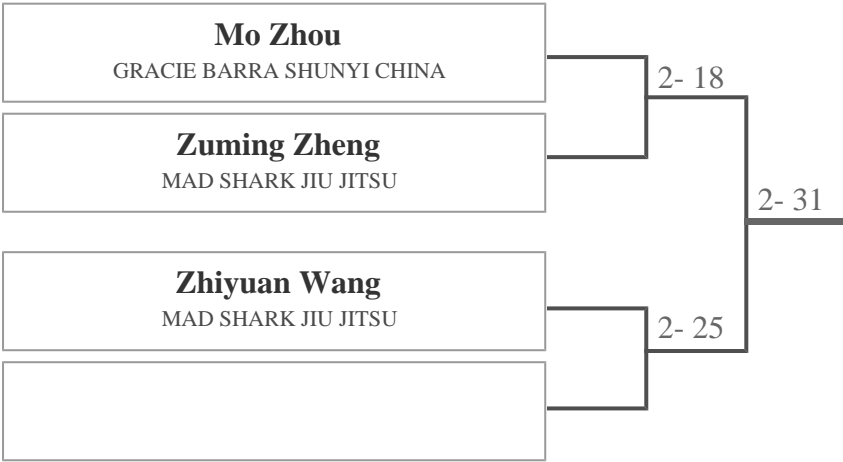 Mo Zhou
GRACIE BARRA SHUNYI CHINA
2- 18
Zuming Zheng
MAD SHARK JIU JITSU
2- 31
Zhiyuan Wang
MAD SHARK JIU JITSU
2- 25